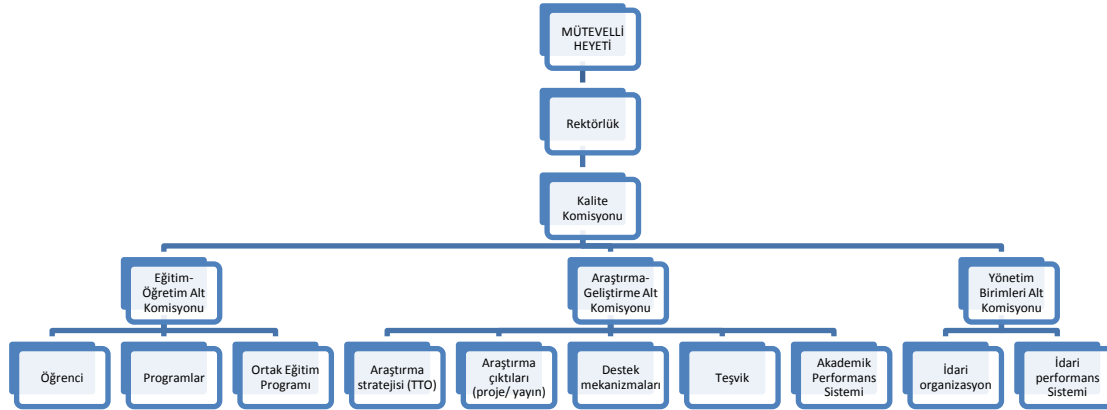 MÜTEVELLİ
HEYETİ
Rektörlük
Kalite
Komisyonu
Eğitim-
Öğretim Alt
Komisyonu
Araştırma-
Geliştirme Alt
Komisyonu
Yönetim
Birimleri Alt
Komisyonu
Öğrenci
Programlar
Ortak Eğitim
Programı
Araştırma
stratejisi (TTO)
Araştırma
çıktıları
(proje/ yayın)
Destek
mekanizmaları
Teşvik
Akademik
Performans
Sistemi
İdari
organizasyon
İdari
performans
Sistemi